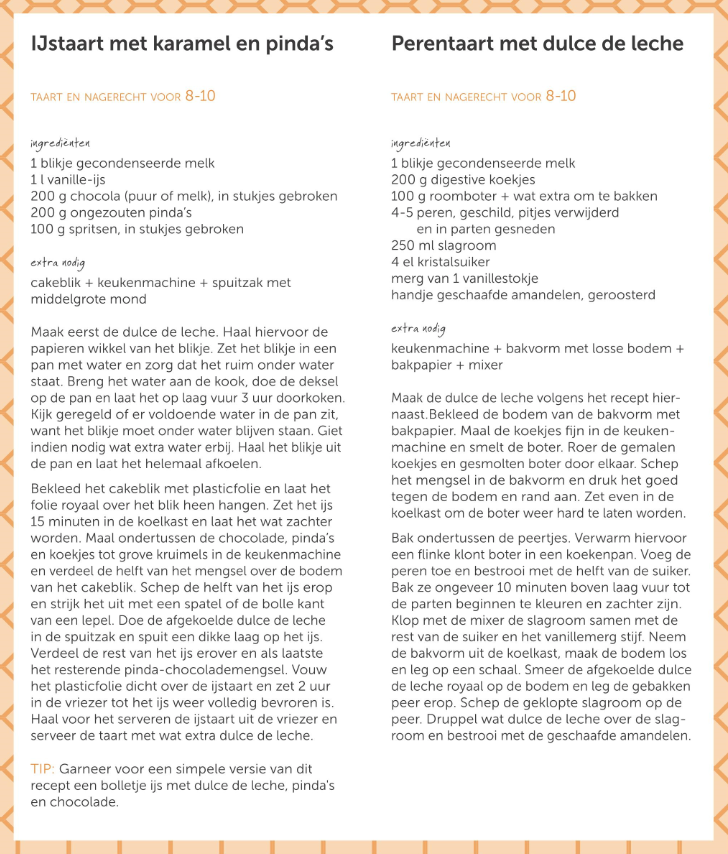 IJstaart met karamel en pinda's
TAART EN NAGERECHT VOOR 8-10
ingrediënten
1 blikje gecondenseerde melk
1 l vanille-ijs
200 g chocola (puur of melk), in stukjes gebroken
200 g ongezouten pinda's
100 g spritsen, in stukjes gebroken
extra nodig
cakeblik + keukenmachine + spuitzak met
middelgrote mond
Maak eerst de dulce de leche. Haal hiervoor de
papieren wikkel van het blikje. Zet het blikje in een
pan met water en zorg dat het ruim onder water
staat. Breng het water aan de kook, doe de deksel
op de pan en laat het op laag vuur 3 uur doorkoken.
Kijk geregeld of er voldoende water in de pan zit,
want het blikje moet onder water blijven staan. Giet
indien nodig wat extra water erbij. Haal het blikje uit
de pan en laat het helemaal afkoelen.
Bekleed het cakeblik met plasticfolie en laat het
folie royaal over het blik heen hangen. Zet het ijs
15 minuten in de koelkast en laat het wat zachter
worden. Maal ondertussen de chocolade, pinda's
en koekjes tot grove kruimels in de keukenmachine
en verdeel de helft van het mengsel over de bodem
van het cakeblik. Schep de helft van het ijs erop
en strijk het uit met een spatel of de bolle kant
van een lepel. Doe de afgekoelde dulce de leche
in de spuitzak en spuit een dikke laag op het ijs.
Verdeel de rest van het ijs erover en als laatste
het resterende pinda-chocolademengsel. Vouw
het plasticfolie dicht over de ijstaart en zet 2 uur
in de vriezer tot het ijs weer volledig bevroren is.
Haal voor het serveren de ijstaart uit de vriezer en
serveer de taart met wat extra dulce de leche.
TIP: Garneer voor een simpele versie van dit
recept een bolletje ijs met dulce de leche, pinda's
en chocolade.
Perentaart met dulce de leche
TAART EN NAGERECHT VOOR 8-10
ingrediënten
1 blikje gecondenseerde melk
200 g digestive koekjes
100 g roomboter + wat extra om te bakken
4-5 peren, geschild, pitjes verwijderd
en in parten gesneden
250 ml slagroom
4 el kristalsuiker
merg van 1 vanillestokje
handje geschaafde amandelen, geroosterd
extra nodig
keukenmachine + bakvorm met losse bodem +
bakpapier + mixer
Maak de dulce de leche volgens het recept hier-
naast.Bekleed de bodem van de bakvorm met
bakpapier. Maal de koekjes fijn in de keuken-
machine en smelt de boter. Roer de gemalen
koekjes en gesmolten boter door elkaar. Schep
het mengsel in de bakvorm en druk het goed
tegen de bodem en rand aan. Zet even in de
koelkast om de boter weer hard te laten worden.
Bak ondertussen de peertjes. Verwarm hiervoor
een flinke klont boter in een koekenpan. Voeg de
peren toe en bestrooi met de helft van de suiker.
Bak ze ongeveer 10 minuten boven laag vuur tot
de parten beginnen te kleuren en zachter zijn.
Klop met de mixer de slagroom samen met de
rest van de suiker en het vanillemerg stijf. Neem
de bakvorm uit de koelkast, maak de bodem los
en leg op een schaal. Smeer de afgekoelde dulce
de leche royaal op de bodem en leg de gebakken
peer erop. Schep de geklopte slagroom op de
peer. Druppel wat dulce de leche over de slag-
room en bestrooi met de geschaafde amandelen.